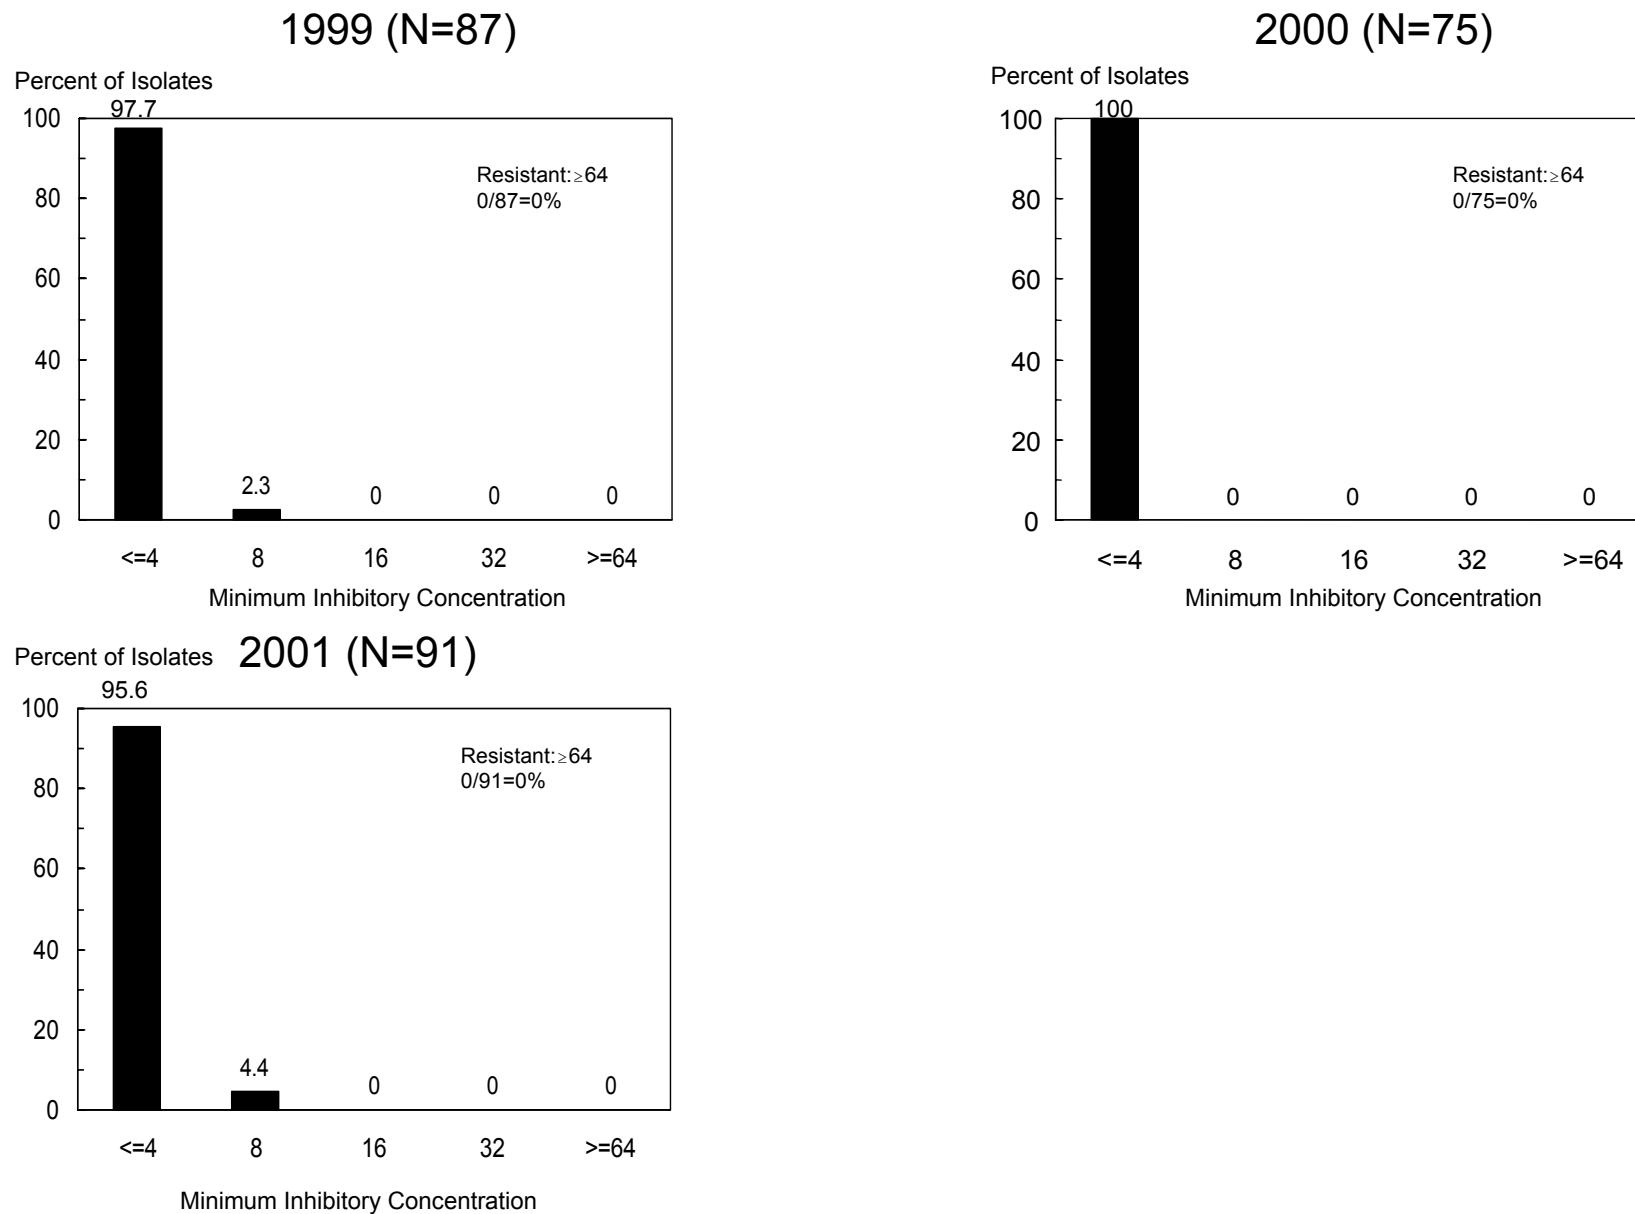 1999 (N=87)
Percent of Isolates
97.7
100
80
60
40
20
0
Resistant:≥64
0/87=0%
2.3
0
0
0
<=4 8 16 32 >=64
Minimum Inhibitory Concentration
2000 (N=75)
Percent of Isolates
100
100
80
60
40
20
0
Resistant:≥64
0/75=0%
0
0
0
0
<=4 8 16 32 >=64
Minimum Inhibitory Concentration
2001 (N=91)
Percent of Isolates
95.6
100
80
60
40
20
0
Resistant:≥64
0/91=0%
4.4
0
0
0
<=4 8 16 32 >=64
Minimum Inhibitory Concentration